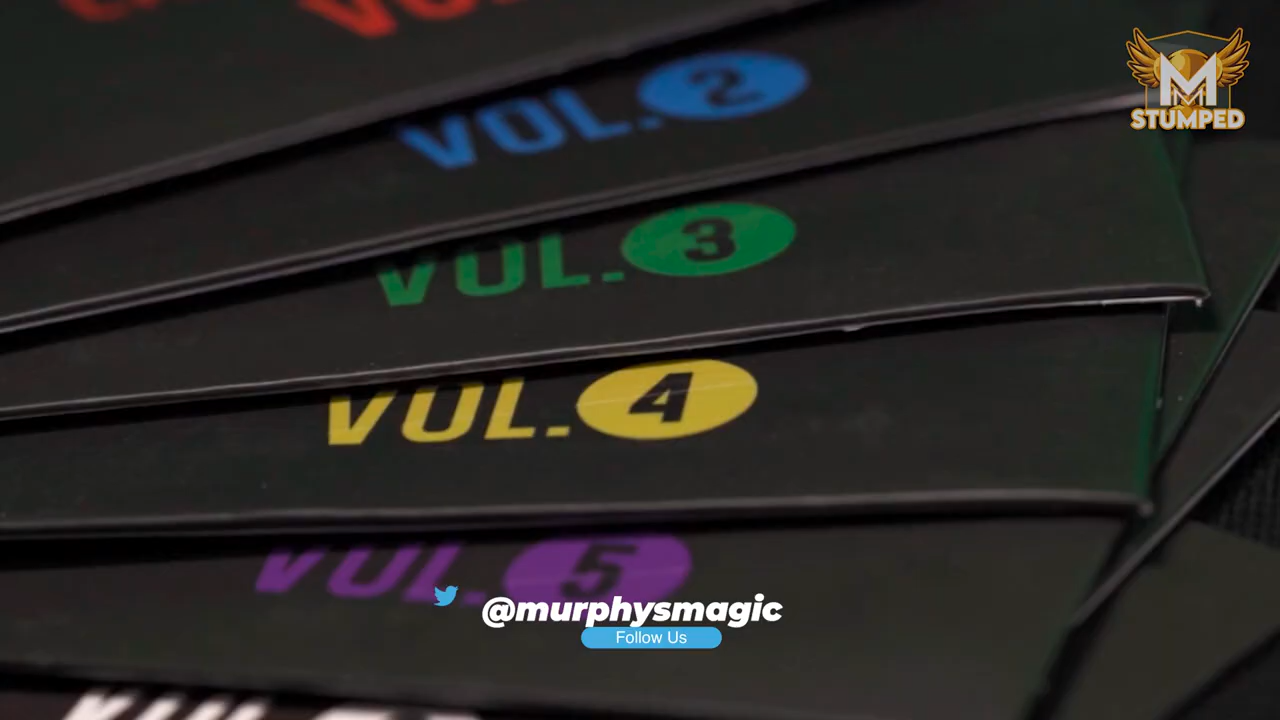 VOL. 2
M
STUMPED
VOL. 3
VOL. 4
VOL. 5
@murphysmagic
Follow Us